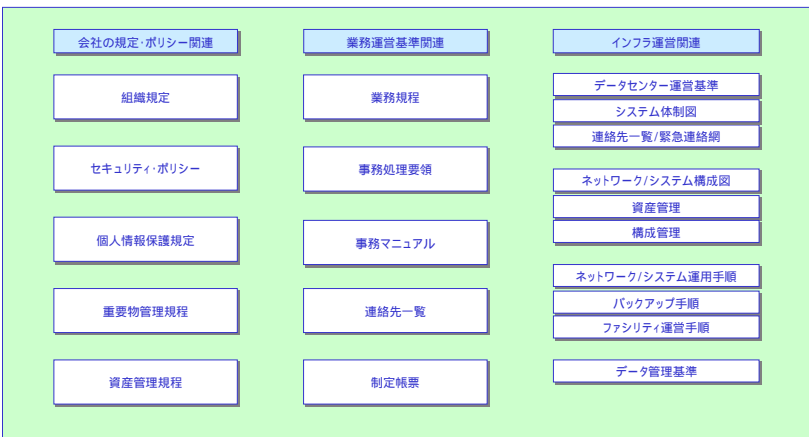 会社の規定・ポリシー関連
組織規定
セキュリティ・ポリシー
個人情報保護規定
重要物管理規程
資産管理規程
業務運営基準関連
業務規程
事務処理要領
事務マニュアル
連絡先一覧
制定帳票
インフラ運営関連
データセンター運営基準
システム体制図
連絡先一覧/緊急連絡網
ネットワーク/システム構成図
資産管理
構成管理
ネットワーク/システム運用手順
バックアップ手順
ファシリティ運営手順
データ管理基準